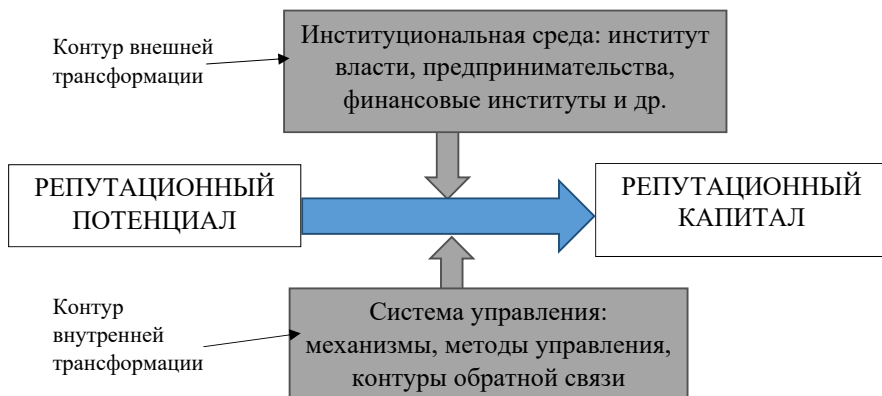 Контур внешней
трансформации
Институциональная среда: институт
власти, предпринимательства,
финансовые институты и др.
РЕПУТАЦИОННЫЙ
ПОТЕНЦИАЛ
РЕПУТАЦИОННЫЙ
КАПИТАЛ
Контур
внутренней
трансформации
Система управления:
механизмы, методы управления,
контуры обратной связи